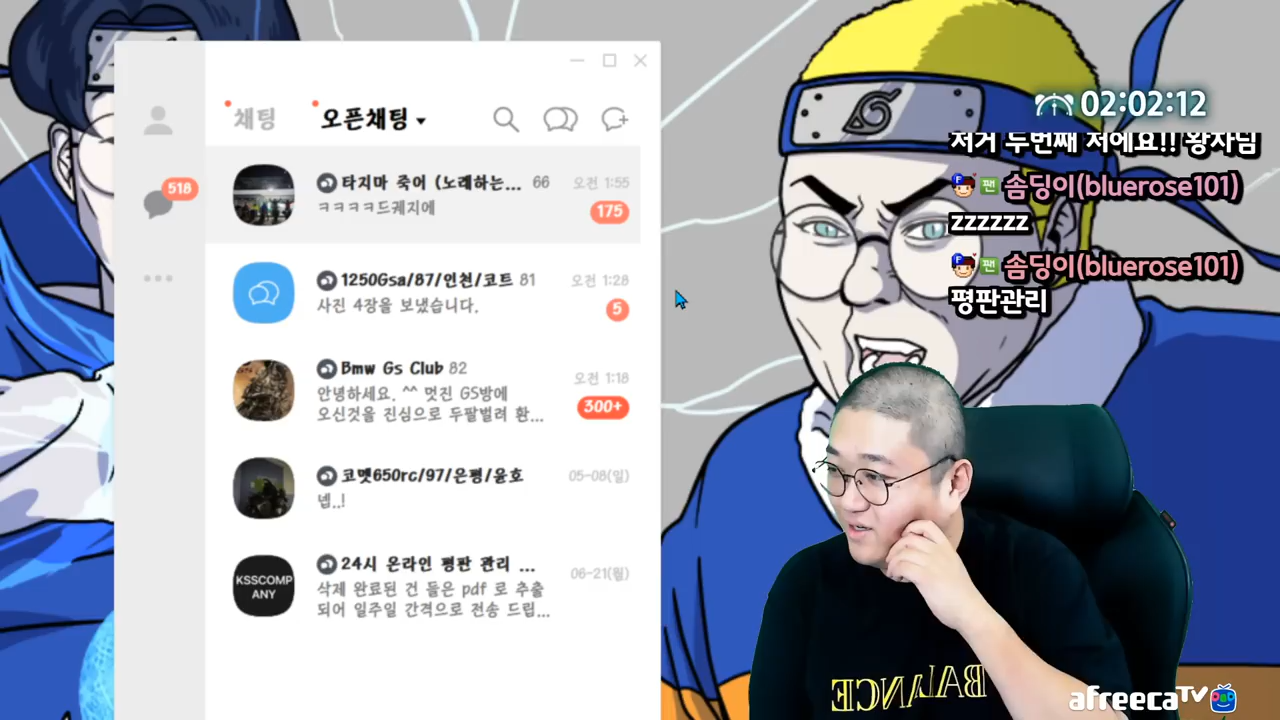 채팅
오픈채팅
518
타지마 죽어 (노래하는... 66
오전 1:55
ㅋㅋㅋㅋ드퀘지에
175
1250Gsa/87/인천/코트 81
오전 1:28
사진 4장을 보냈습니다.
5
Bmw Gs Club 82
오전 1:18
안녕하세요. ^^ 멋진 GS방에
오신것을 진심으로 두팔벌려 환...
300+
코멧650rc/97/은평/윤호
05-08(일)
넵..!
KSSCOMP
ANY
24시 온라인 평판 관리 ...
06-21(월)
삭제 완료된 건 들은 pdf 로 추출
되어 일주일 간격으로 전송 드립...
02:02:12
저거 두번째 저에요!! 왕자님
F 팬 솜딩이(bluerose101)
zzzzzz
F 팬 솜딩이(bluerose101)
평판관리
BALANCE
afreecaTV